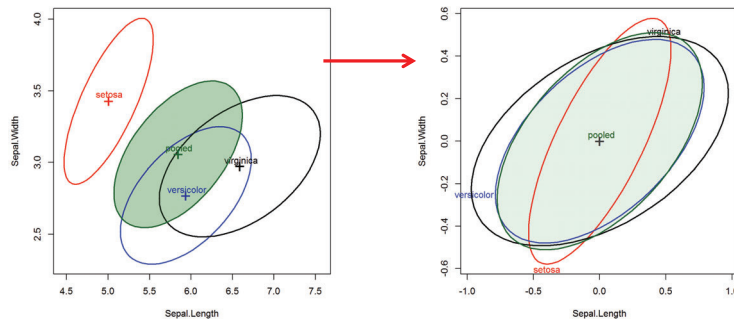 4.0
3.5
3.0
2.5
Sepal.Width
setosa
pooled
virginica
versicolor
4.5 5.0 5.5 6.0 6.5 7.0 7.5
Sepal.Length
0.6
0.4
0.2
0.0
-0.2
-0.4
-0.6
Sepal.Width
virginica
pooled
versicolor
setosa
-1.0 -0.5 0.0 0.5 1.0
Sepal.Length